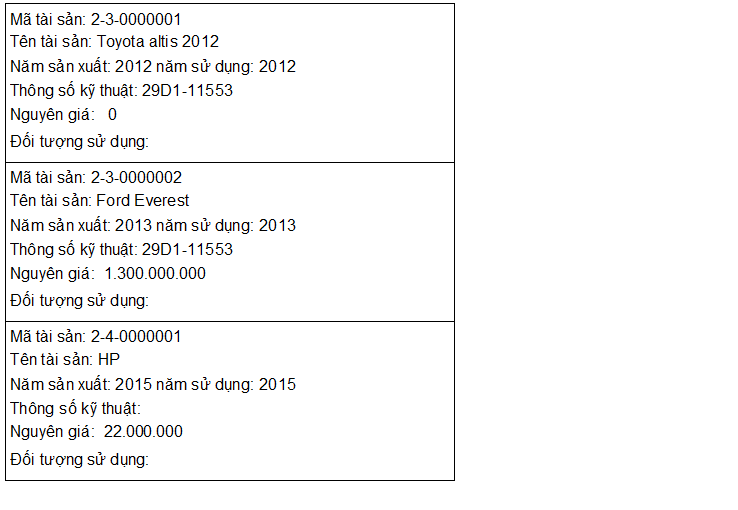 Mã tài sản: 2-3-0000001
Tên tài sản: Toyota altis 2012
Năm sản xuất: 2012 năm sử dụng: 2012
Thông số kỹ thuật: 29D1-11553
Nguyên giá: 0
Đối tượng sử dụng:
Mã tài sản: 2-3-0000002
Tên tài sản: Ford Everest
Năm sản xuất: 2013 năm sử dụng: 2013
Thông số kỹ thuật: 29D1-11553
Nguyên giá: 1.300.000.000
Đối tượng sử dụng:
Mã tài sản: 2-4-0000001
Tên tài sản: HP
Năm sản xuất: 2015 năm sử dụng: 2015
Thông số kỹ thuật:
Nguyên giá: 22.000.000
Đối tượng sử dụng: